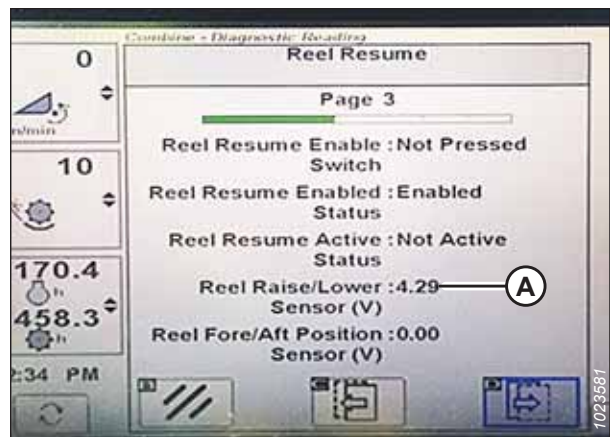 Combine - Diagnostic Reading
Reel Resume
Page 3
Reel Resume Enable :Not Pressed
Switch
Reel Resume Enabled :Enabled
Status
Reel Resume Active :Not Active
Status
Reel Raise/Lower :4.29
Sensor (V)
Reel Fore/Aft Position :0.00
Sensor (V)
0
10
170.4
h
458.3
h
2:34 PM
A
1023581